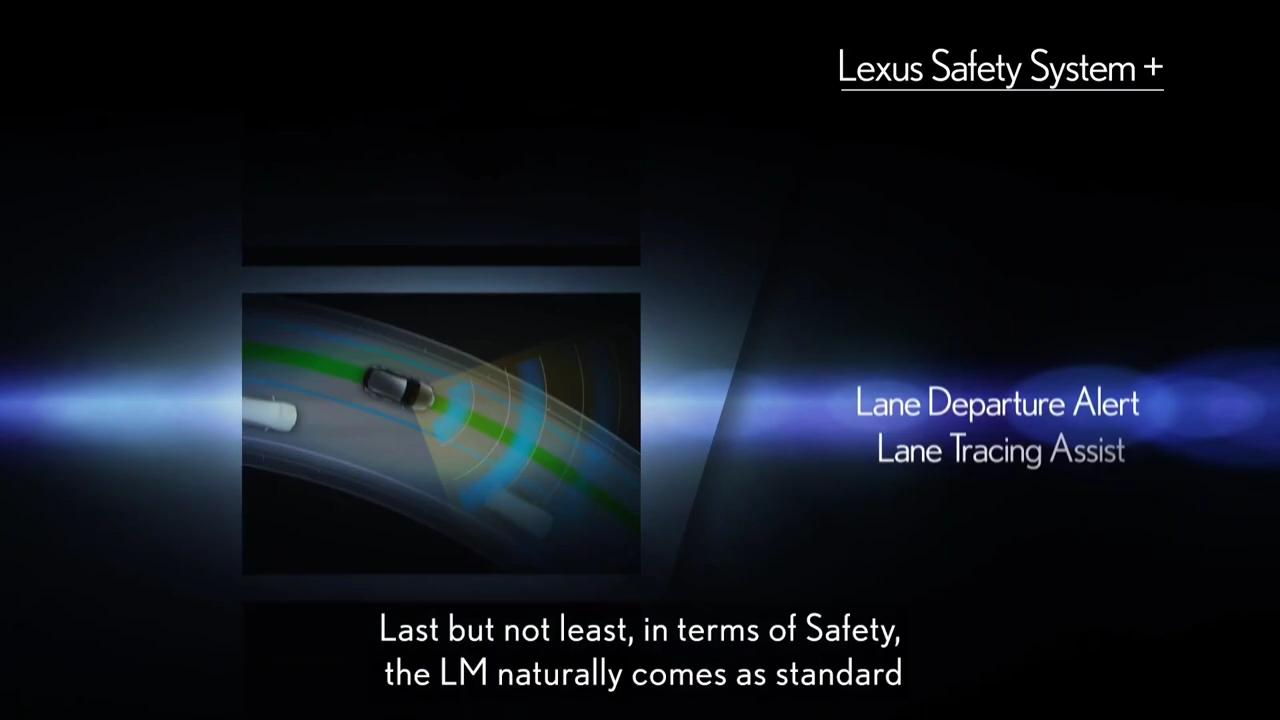 Lexus Safety System +
Lane Departure Alert
Lane Tracing Assist
Last but not least, in terms of Safety,
the LM naturally comes as standard